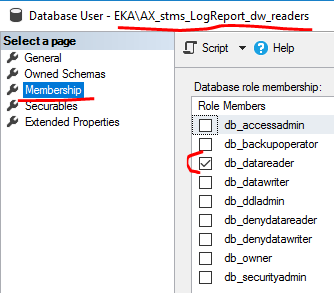 Database User - EKA\AX_stms_LogReport_dw_readers
Select a page
General
Owned Schemas
Membership
Securables
Extended Properties
Script
Help
Database role membership:
Role Members
db_accessadmin
db_backupoperator
db_datareader
db_datawriter
db_ddladmin
db_denydatareader
db_denydatawriter
db_owner
db_securityadmin